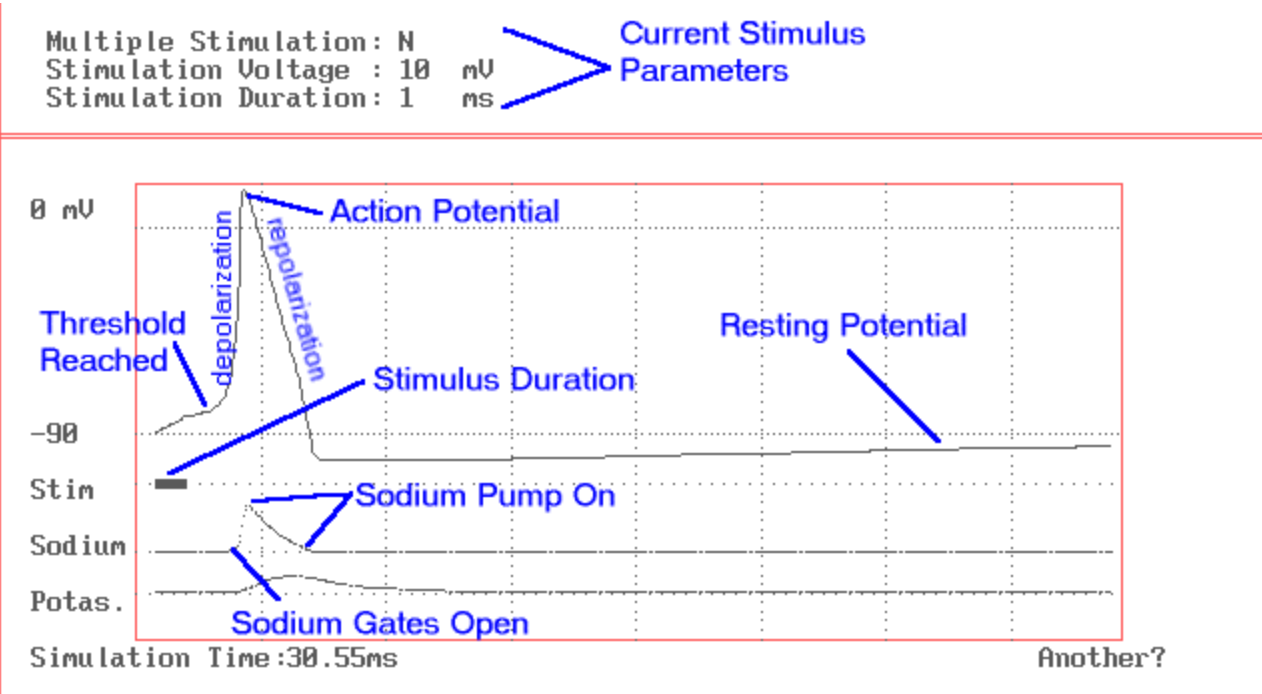 Multiple Stimulation: N
Stimulation Voltage : 10 mV
Stimulation Duration: 1 ms
Current Stimulus
Parameters
0 mV
Action Potential
depolarization
repolarization
Threshold
Reached
Resting Potential
Stimulus Duration
-90
Stim
Sodium Pump On
Sodium
Potas.
Sodium Gates Open
Simulation Time:30.55ms
Another?